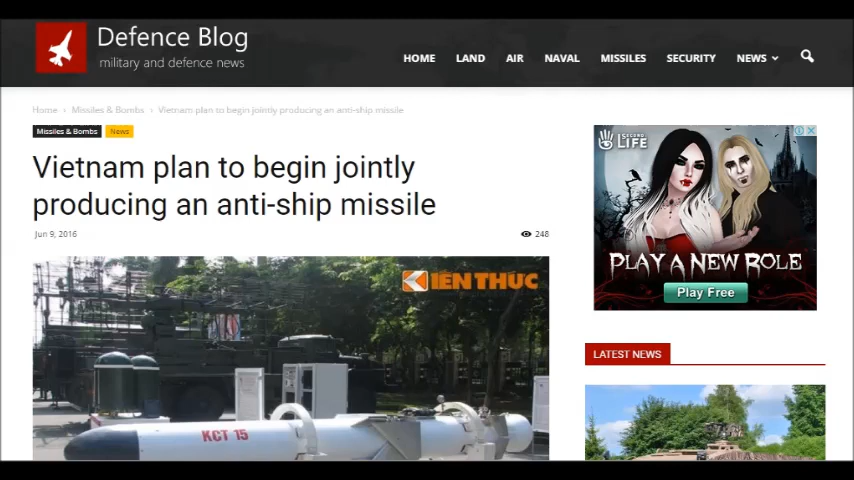 Defence Blog
military and defence news
HOME LAND AIR NAVAL MISSILES SECURITY NEWS
Home › Missiles & Bombs › Vietnam plan to begin jointly producing an anti-ship missile
Missiles & Bombs News
Vietnam plan to begin jointly
producing an anti-ship missile
Jun 9, 2016
248
KIẾN THỨC
KCT 15
SECOND
LIFE
PLAY A NEW ROLE
Play Free
LATEST NEWS